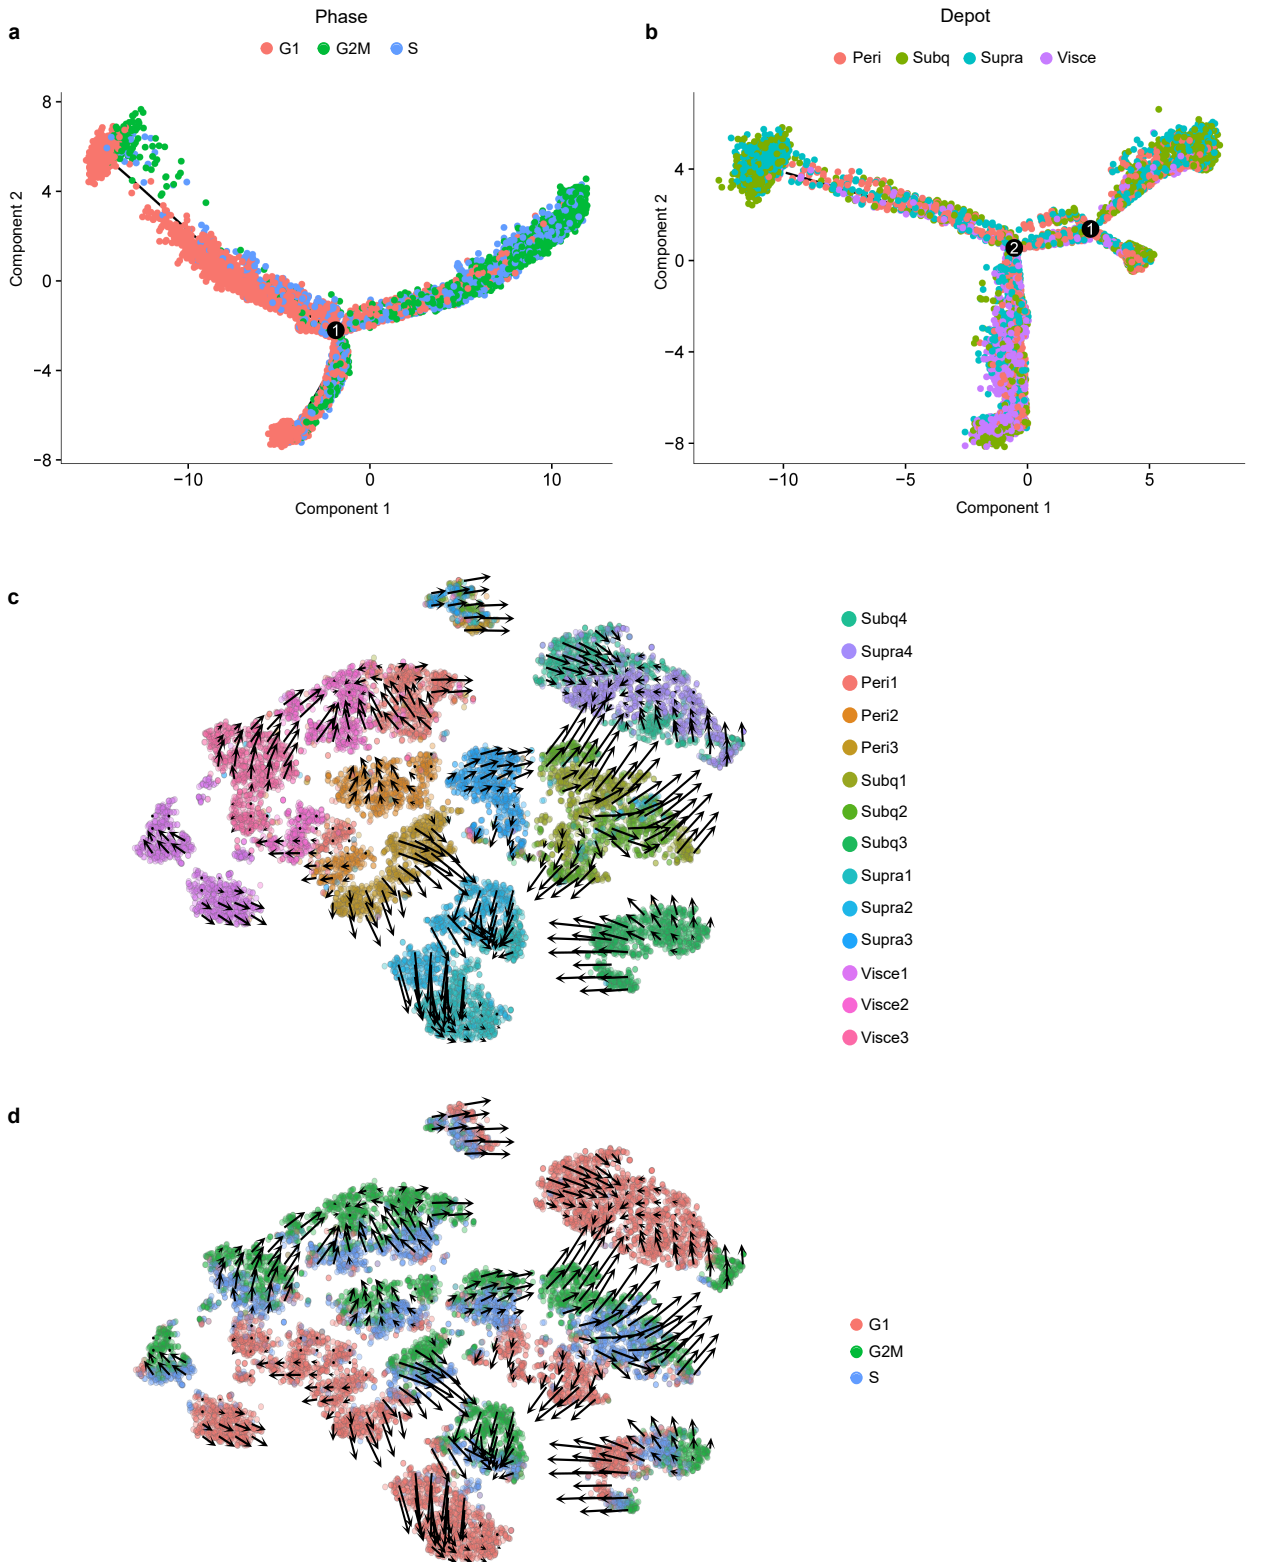 a
Phase
G1 G2M S
8
4
0
−4
−8
Component 2
−10 0 10
Component 1
1
b
Depot
Peri Subq Supra Visce
4
0
−4
−8
Component 2
−10 −5 0 5
Component 1
2
1
c
Subq4
Supra4
Peri1
Peri2
Peri3
Subq1
Subq2
Subq3
Supra1
Supra2
Supra3
Visce1
Visce2
Visce3
d
G1
G2M
S